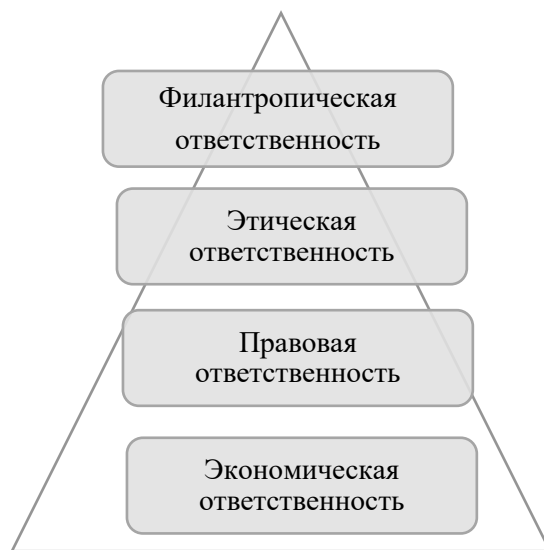 Филантропическая
ответственность
Этическая
ответственность
Правовая
ответственность
Экономическая
ответственность